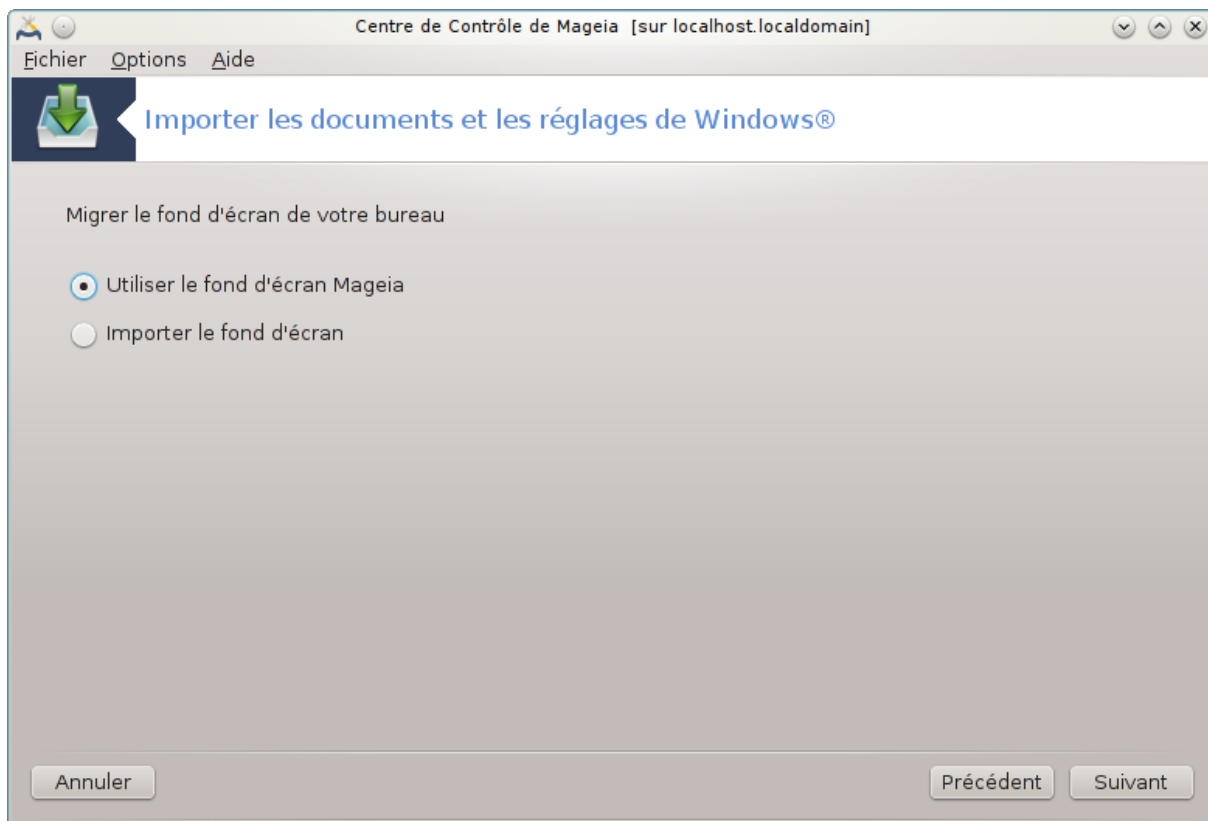 Centre de Contrôle de Mageia [sur localhost.localdomain]
Fichier Options Aide
Importer les documents et les réglages de Windows®
Migrer le fond d'écran de votre bureau
Utiliser le fond d'écran Mageia
Importer le fond d'écran
Annuler Précédent Suivant